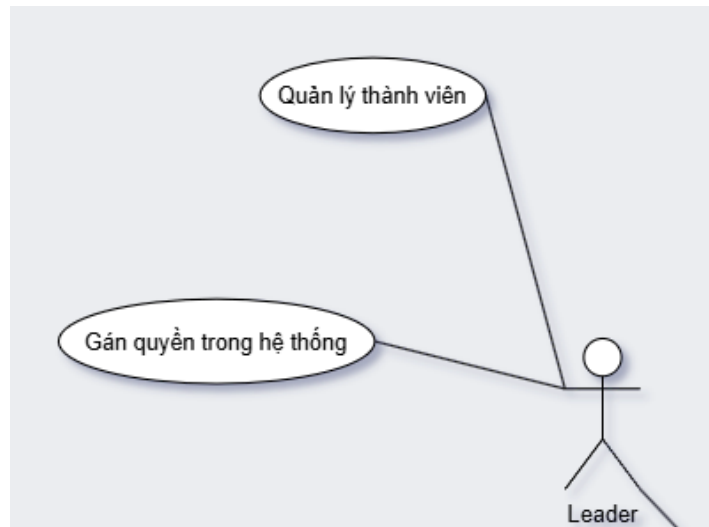 Quản lý thành viên
Gán quyền trong hệ thống
Leader